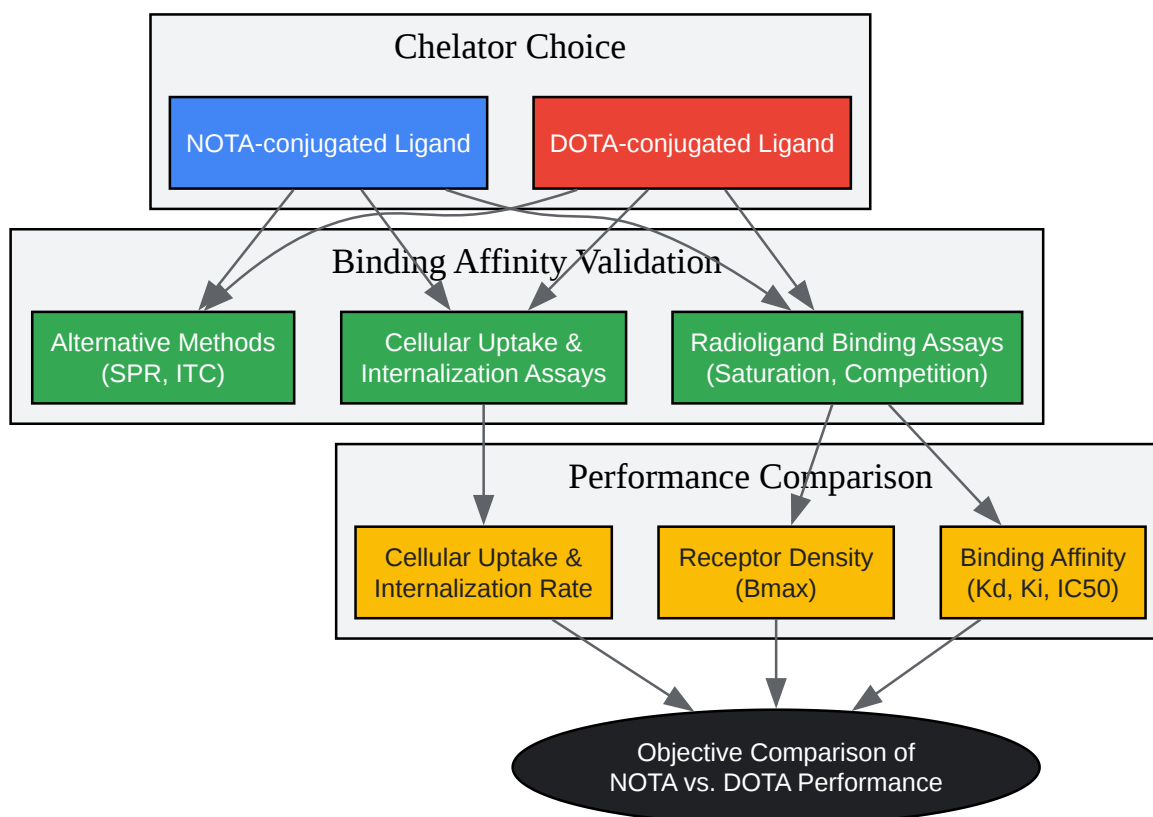 Chelator Choice
NOTA-conjugated Ligand
DOTA-conjugated Ligand
Binding Affinity Validation
Alternative Methods
(SPR, ITC)
Cellular Uptake &
Internalization Assays
Radioligand Binding Assays
(Saturation, Competition)
Performance Comparison
Cellular Uptake &
Internalization Rate
Receptor Density
(Bmax)
Binding Affinity
(Kd, Ki, IC50)
Objective Comparison of
NOTA vs. DOTA Performance